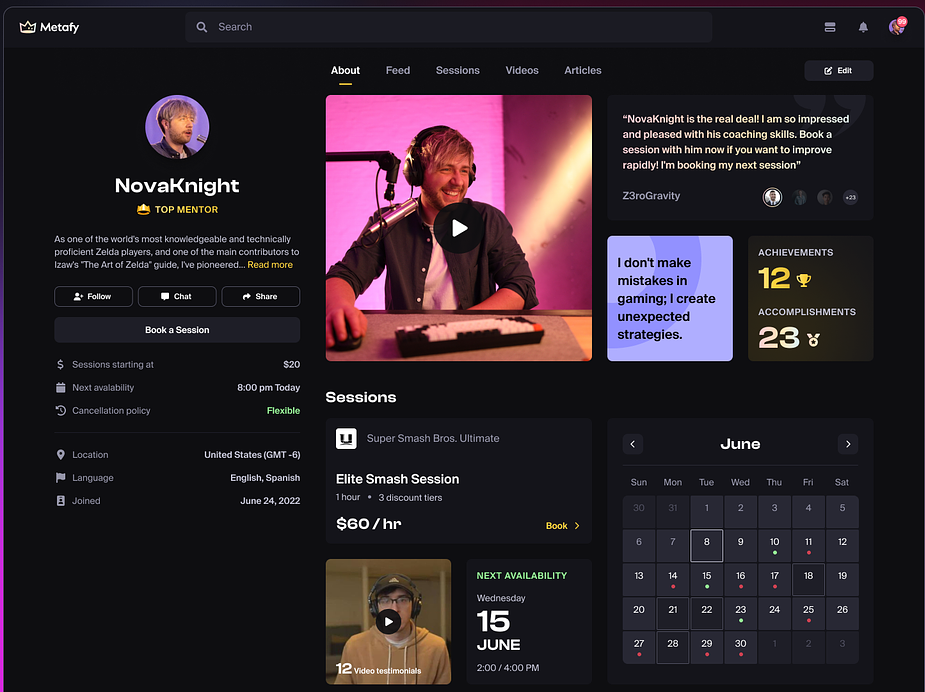 Metafy
Search
99
About
Feed
Sessions
Videos
Articles
Edit
NovaKnight
TOP MENTOR
As one of the world's most knowledgeable and technically
proficient Zelda players, and one of the main contributors to
Izaw's "The Art of Zelda" guide, I've pioneered... Read more
Follow
Chat
Share
Book a Session
Sessions starting at
$20
Next avalability
8:00 pm Today
Cancellation policy
Flexible
Location
United States (GMT -6)
Language
English, Spanish
Joined
June 24, 2022
“NovaKnight is the real deal! I am so impressed
and pleased with his coaching skills. Book a
session with him now if you want to improve
rapidly! I'm booking my next session”
Z3roGravity
+23
I don't make
mistakes in
gaming; I create
unexpected
strategies.
ACHIEVEMENTS
12
ACCOMPLISHMENTS
23
Sessions
Super Smash Bros. Ultimate
Elite Smash Session
1 hour • 3 discount tiers
$60 / hr
Book
12 Video testimonials
NEXT AVAILABILITY
Wednesday
15
JUNE
2:00 / 4:00 PM
June
Sun Mon Tue Wed Thu Fri Sat
30 31 1 2 3 4 5
6 7 8 9 10 11 12
13 14 15 16 17 18 19
20 21 22 23 24 25 26
27 28 29 30 1 2 3